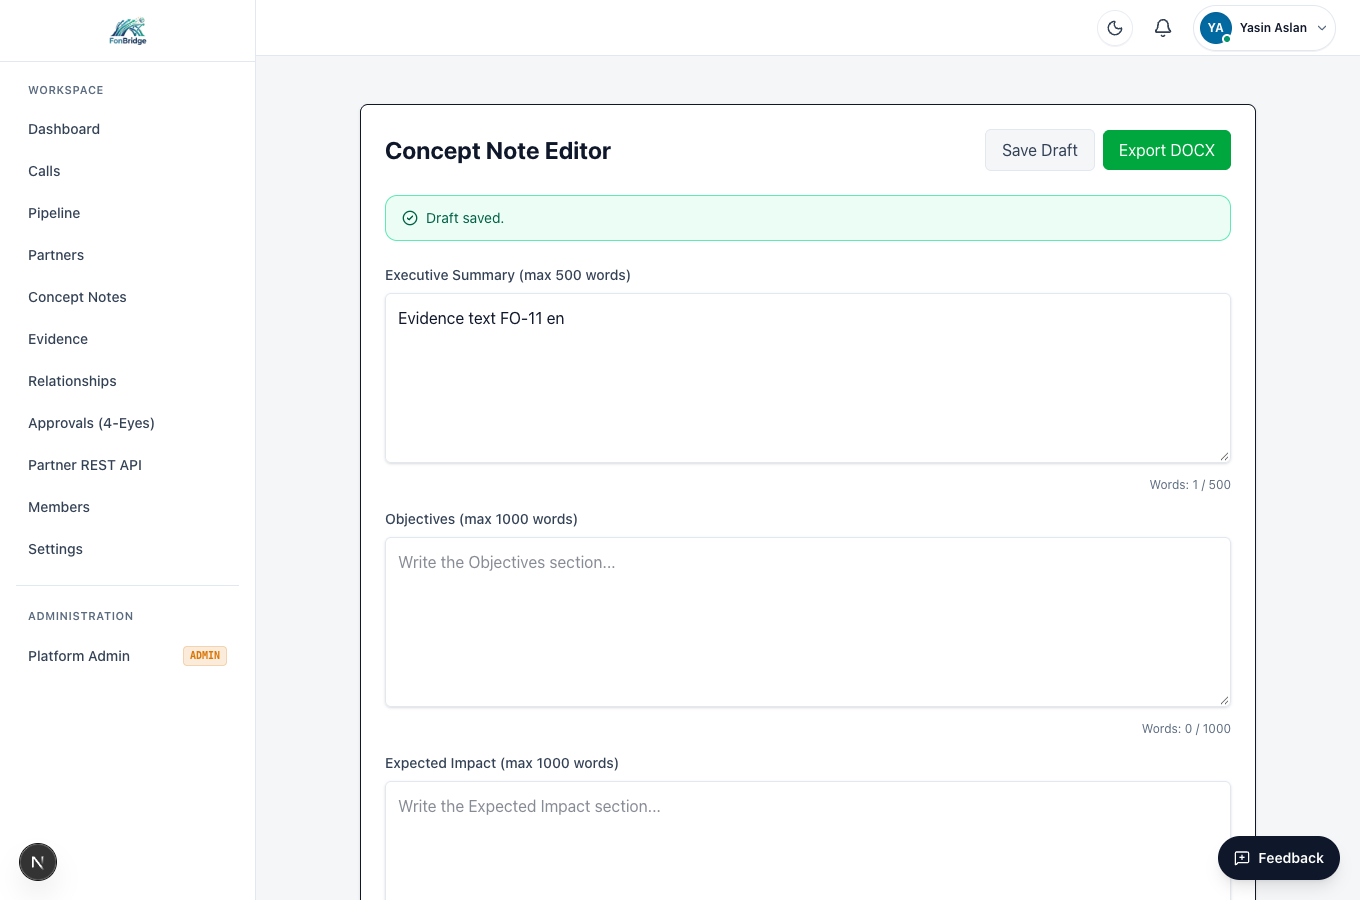 FonBridge
YA
Yasin Aslan
WORKSPACE
Dashboard
Calls
Pipeline
Partners
Concept Notes
Evidence
Relationships
Approvals (4-Eyes)
Partner REST API
Members
Settings
ADMINISTRATION
Platform Admin
ADMIN
N
Concept Note Editor
Save Draft
Export DOCX
Draft saved.
Executive Summary (max 500 words)
Evidence text FO-11 en
Words: 1 / 500
Objectives (max 1000 words)
Write the Objectives section...
Words: 0 / 1000
Expected Impact (max 1000 words)
Write the Expected Impact section...
Feedback